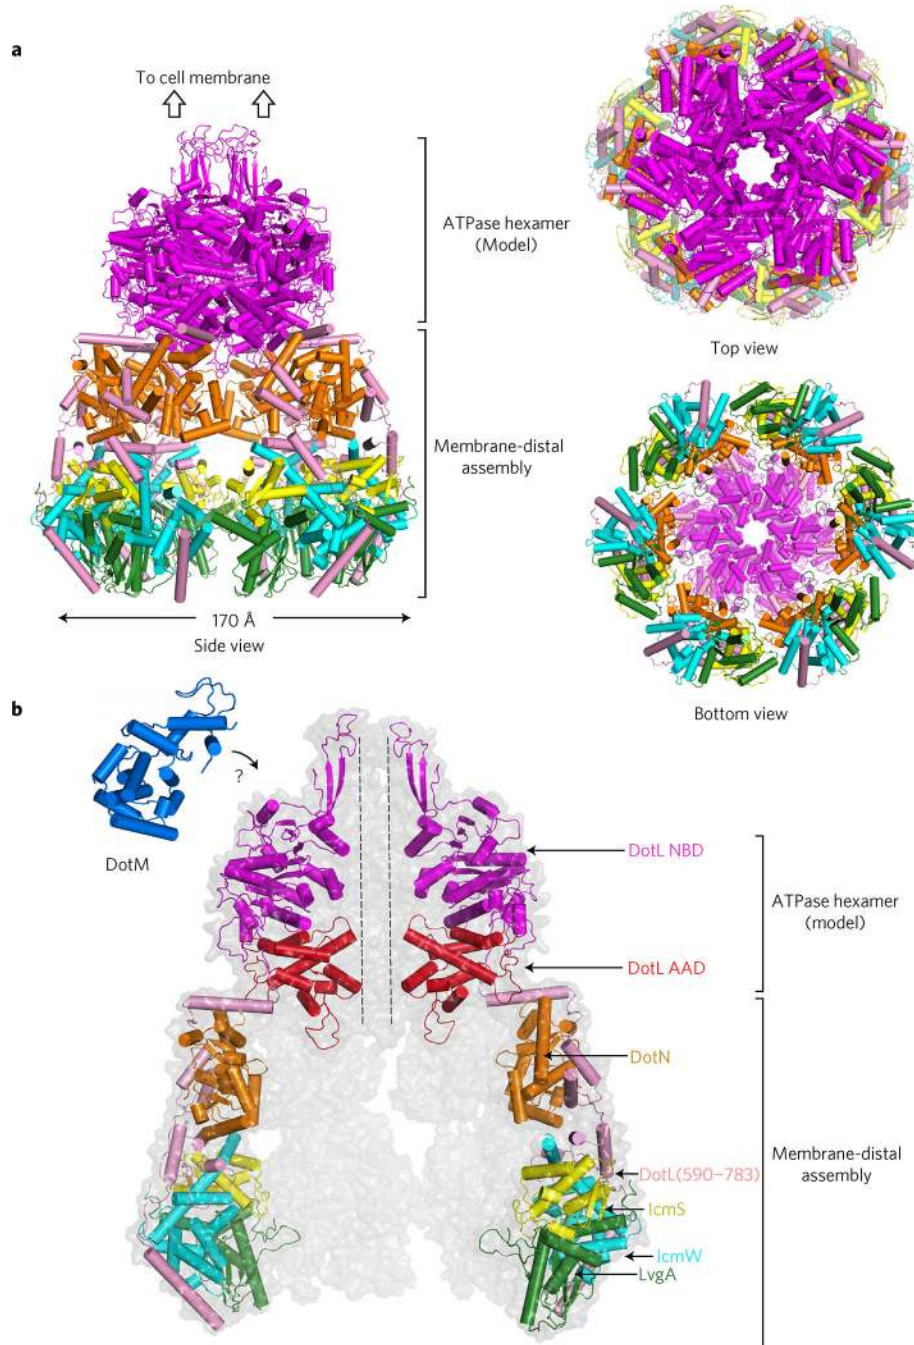 a
To cell membrane
ATPase hexamer
(Model)
Top view
Membrane-distal
assembly
170 Å
Side view
Bottom view
b
?
DotM
DotL NBD
ATPase hexamer
(model)
DotL AAD
DotN
Membrane-distal
assembly
DotL(590–783)
IcmS
IcmW
LvgA